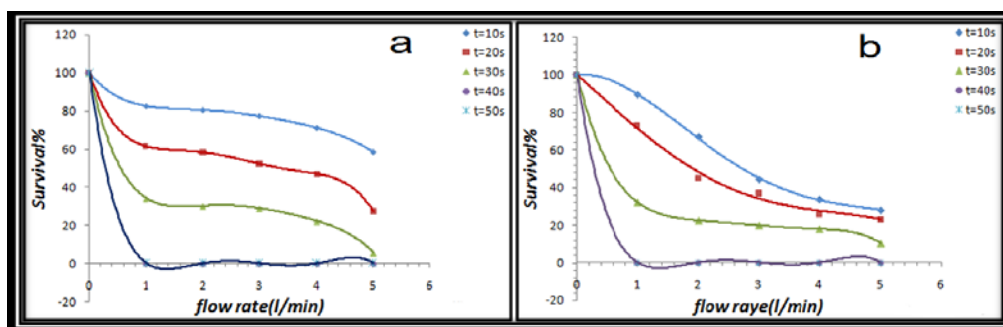 a
120
100
80
60
40
20
0
-20
0 1 2 3 4 5 6
Survival%
flow rate(l/min)
t=10s
t=20s
t=30s
t=40s
t=50s
b
120
100
80
60
40
20
0
-20
0 1 2 3 4 5 6
Survival%
flow raye(l/min)
t=10s
t=20s
t=30s
t=40s
t=50s